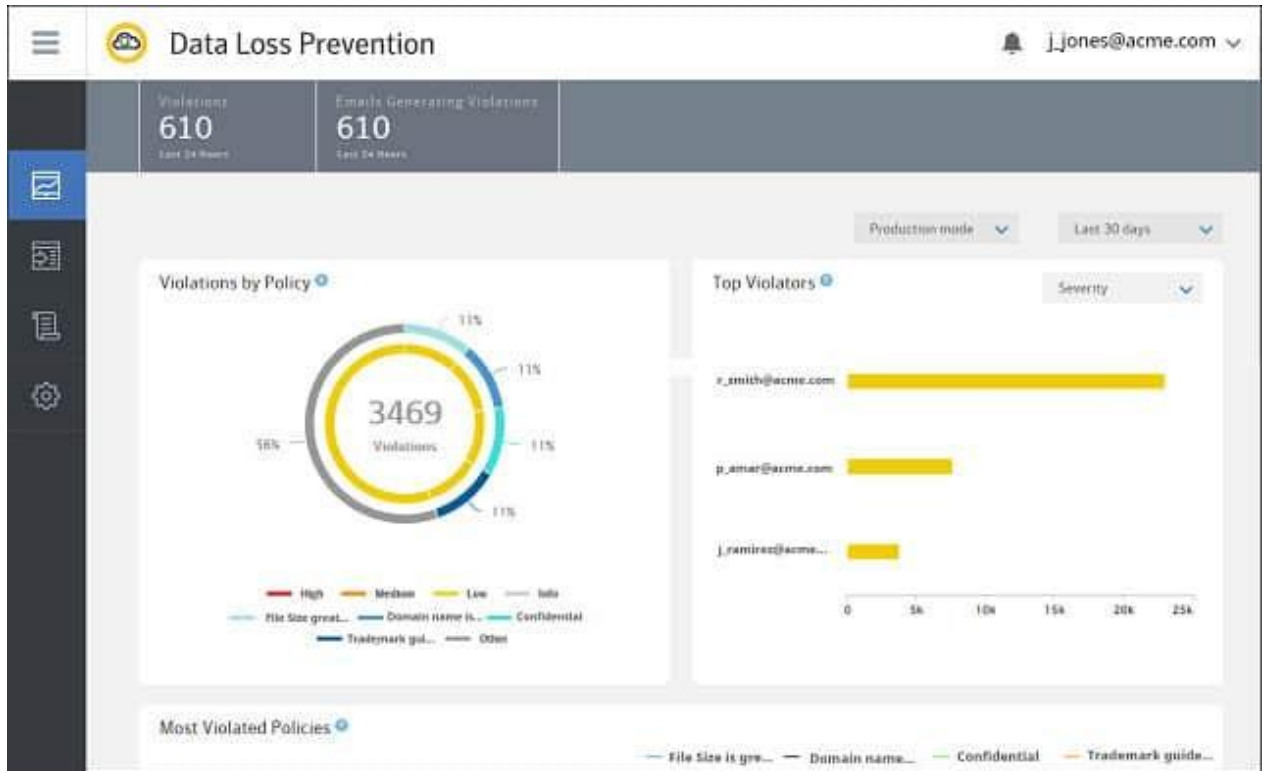 Data Loss Prevention
j_jones@acme.com
Violations
610
Last 24 Hours
Emails Generating Violations
610
Last 24 Hours
Production mode
Last 30 days
Violations by Policy
11%
11%
11%
11%
56%
3469
Violations
High Medium Low Info
File Size great... Domain name is... Confidential
Trademark gui... Other
Top Violators
Severity
r_smith@acme.com
p_amar@acme.com
j_ramirez@acme...
0 5k 10k 15k 20k 25k
Most Violated Policies
File Size is gre... Domain name... Confidential Trademark guide...